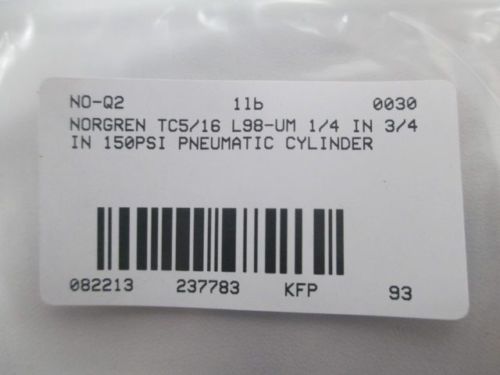 NO-Q2 1lb 0030
NORGREN TC5/16 L98-UM 1/4 IN 3/4
IN 150PSI PNEUMATIC CYLINDER
082213 237783 KFP 93